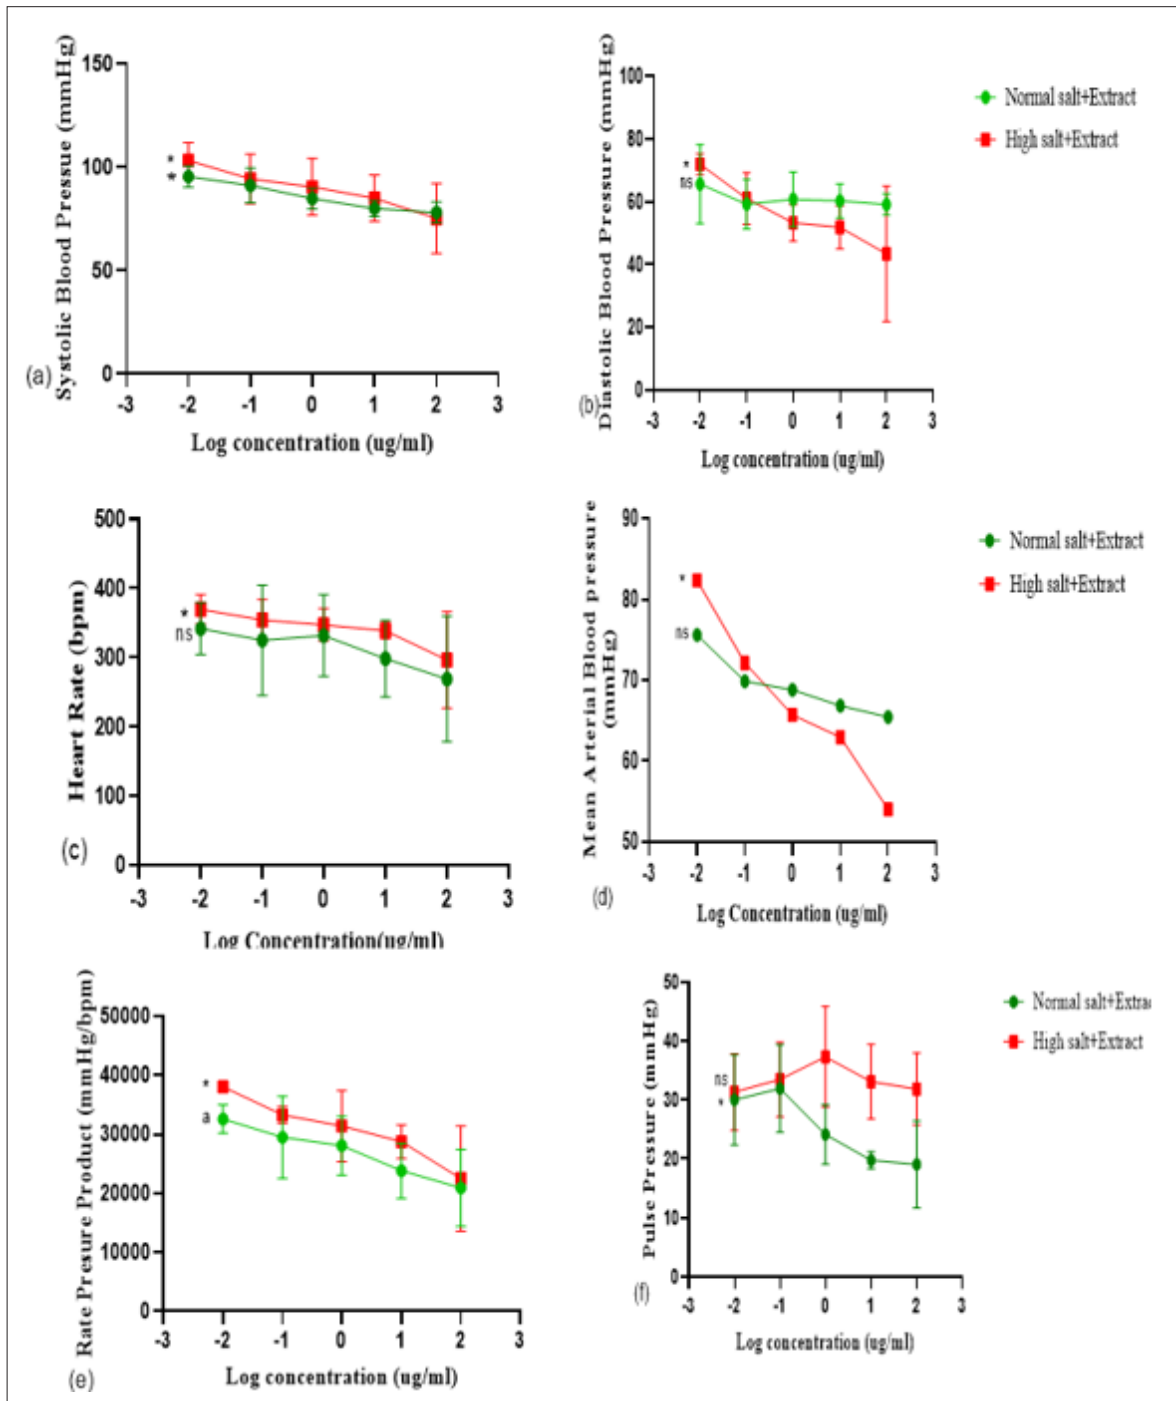 Systolic Blood Pressue (mmHg)
150
100
50
0
*
*
-3 -2 -1 0 1 2 3
Log concentration (ug/ml)
(a)
Diastolic Blood Pressure (mmHg)
100
80
60
40
20
0
*
ns
-3 -2 -1 0 1 2 3
Log concentration (ug/ml)
(b)
Normal salt+Extract
High salt+Extract
Heart Rate (bpm)
500
400
300
200
100
0
*
ns
-3 -2 -1 0 1 2 3
Log Concentration(ug/ml)
(c)
Mean Arterial Blood pressure
(mmHg)
90
80
70
60
50
*
ns
-3 -2 -1 0 1 2 3
Log Concentration (ug/ml)
(d)
Normal salt+Extract
High salt+Extract
Rate Presure Product (mmHg/bpm)
50000
40000
30000
20000
10000
0
*
a
-3 -2 -1 0 1 2 3
Log concentration (ug/ml)
(e)
Pulse Pressure (mmHg)
50
40
30
20
10
0
ns
*
-3 -2 -1 0 1 2 3
Log concentration (ug/ml)
(f)
Normal salt+Extrac
High salt+Extract